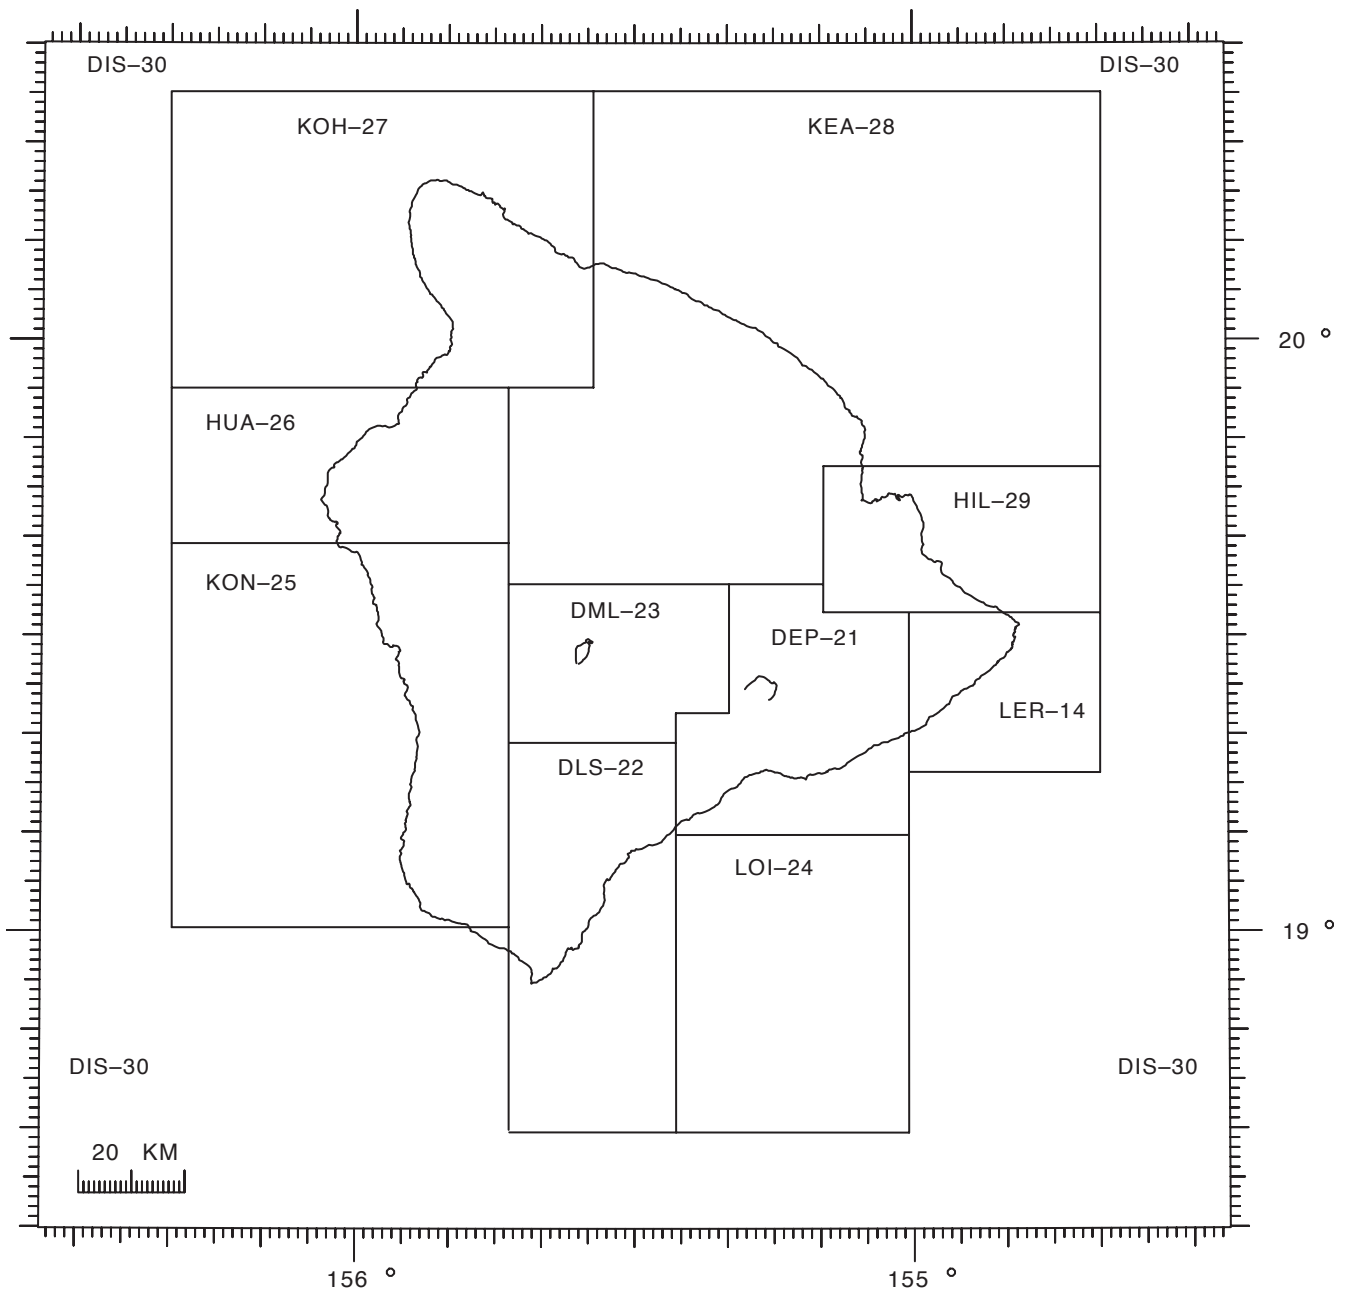 DIS–30 DIS–30
KOH–27 KEA–28
20 °
HUA–26
HIL–29
KON–25
DML–23
DEP–21
LER–14
DLS–22
LOI–24
19 °
DIS–30 DIS–30
20 KM
156 ° 155 °